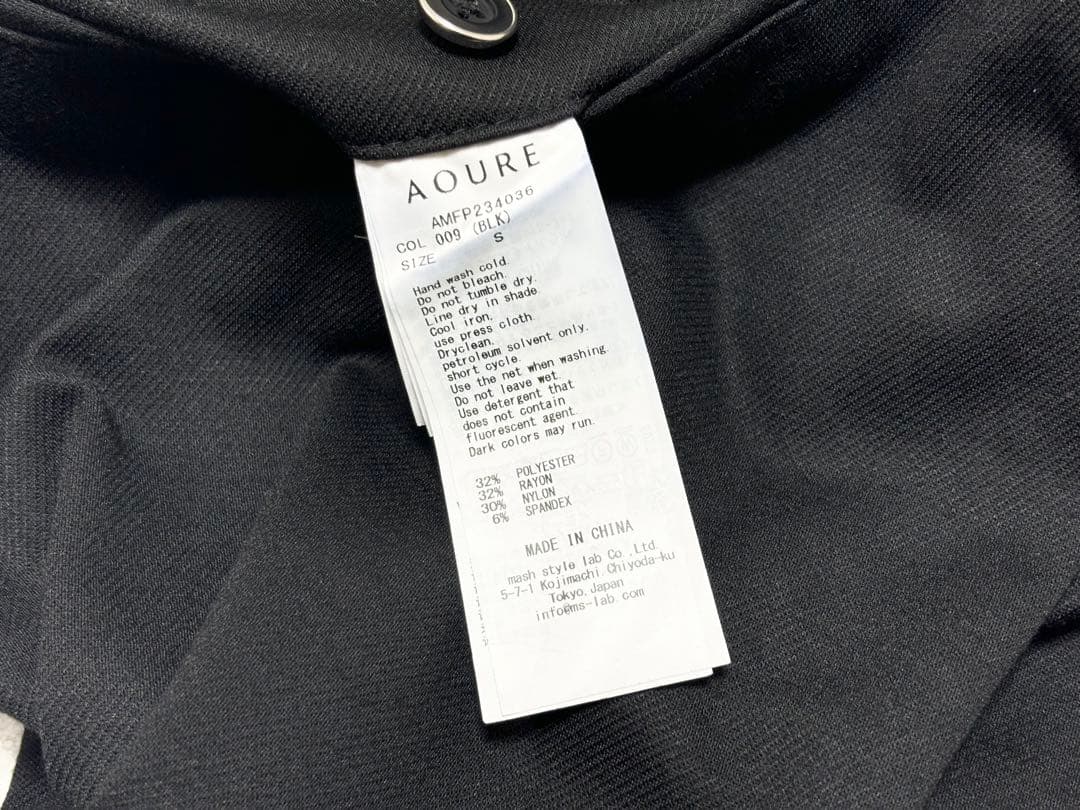 AOURE
AMFP234036
COL 009 (BLK)
SIZE S
Hand wash cold.
Do not bleach.
Do not tumble dry.
Line dry in shade.
Cool iron,
use press cloth.
Dryclean,
petroleum solvent only.
short cycle.
Use the net when washing.
Do not leave wet.
Use detergent that
does not contain
fluorescent agent.
Dark colors may run.
32% POLYESTER
32% RAYON
30% NYLON
6% SPANDEX
MADE IN CHINA
mash style lab Co.,Ltd.
5-7-1 Kojimachi,Chiyoda-ku
Tokyo,Japan
info@ms-lab.com